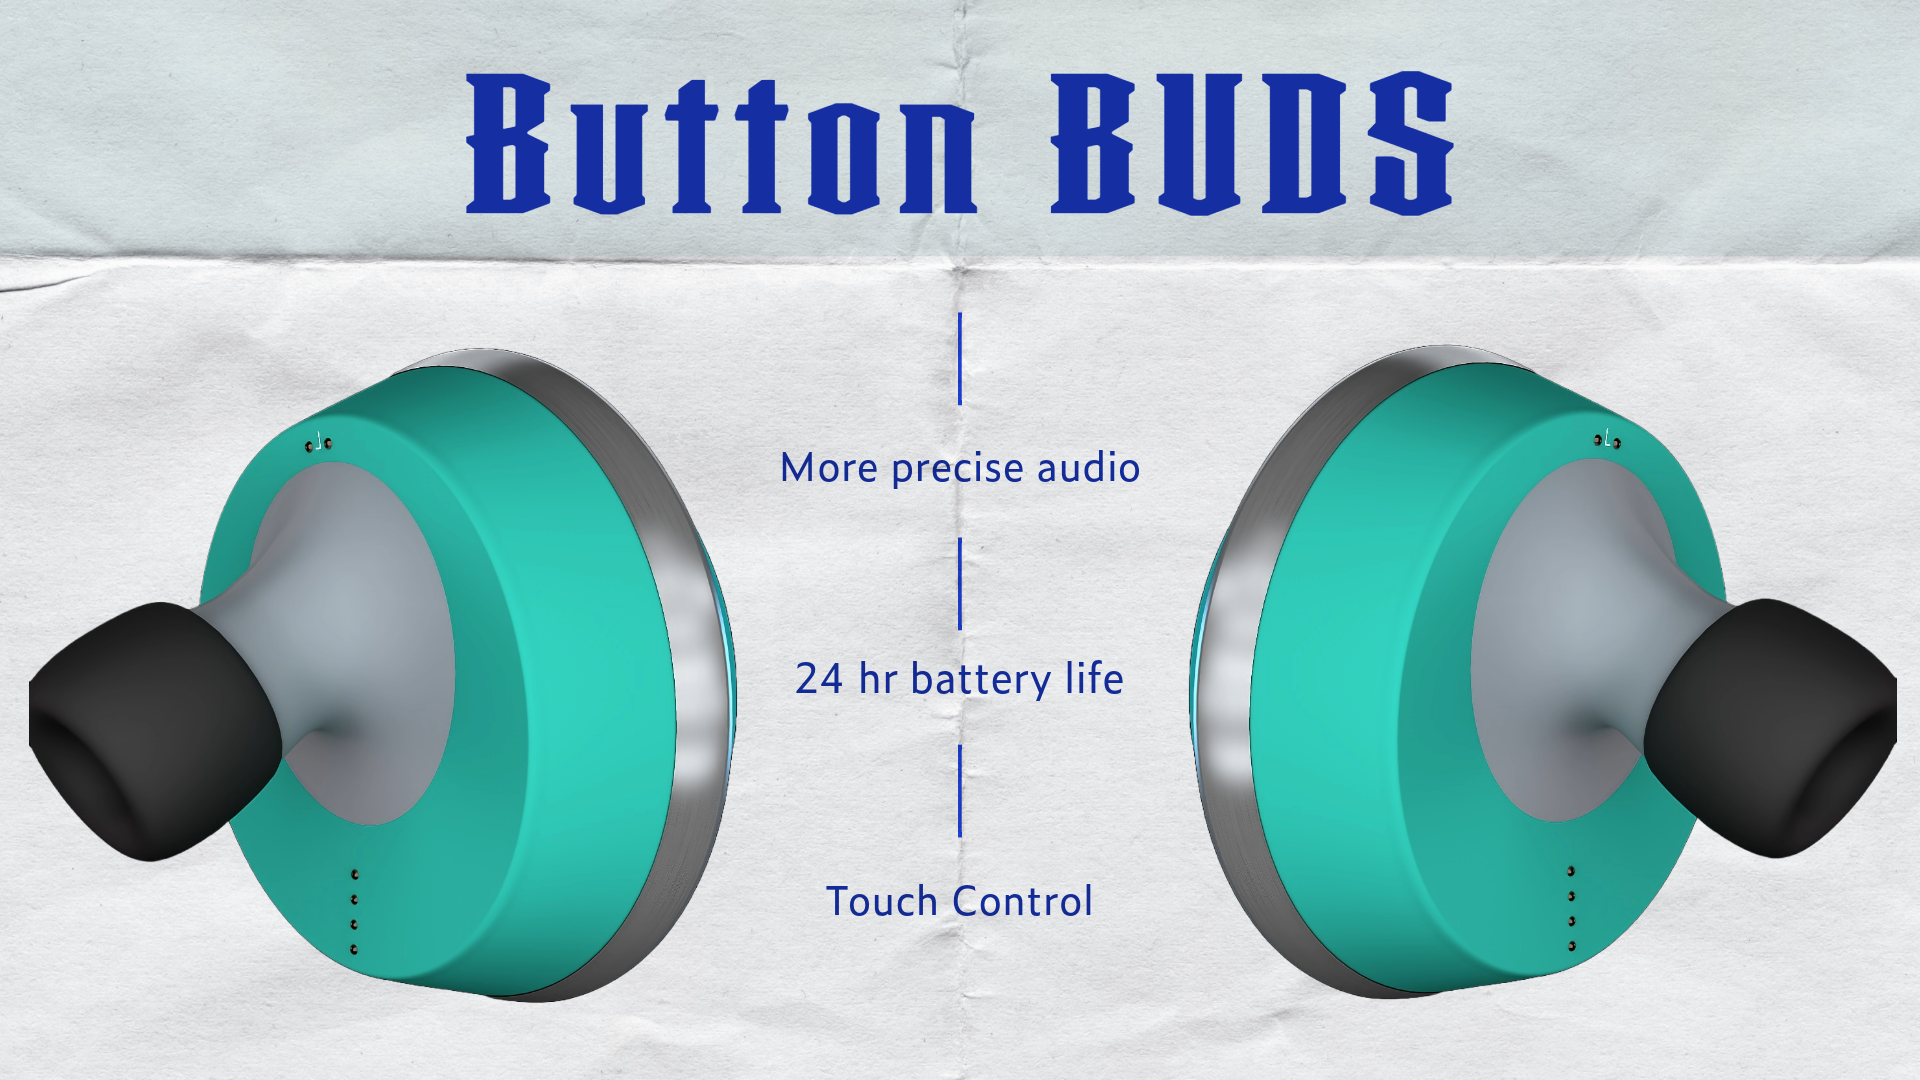 Button BUDS
More precise audio
24 hr battery life
Touch Control
L